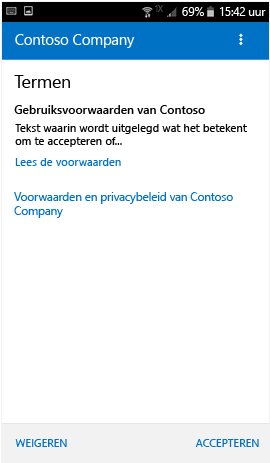 1X 69% 15:42 uur
Contoso Company
Termen
Gebruiksvoorwaarden van Contoso
Tekst waarin wordt uitgelegd wat het betekent
om te accepteren of...
Lees de voorwaarden
Voorwaarden en privacybeleid van Contoso
Company
WEIGEREN ACCEPTEREN